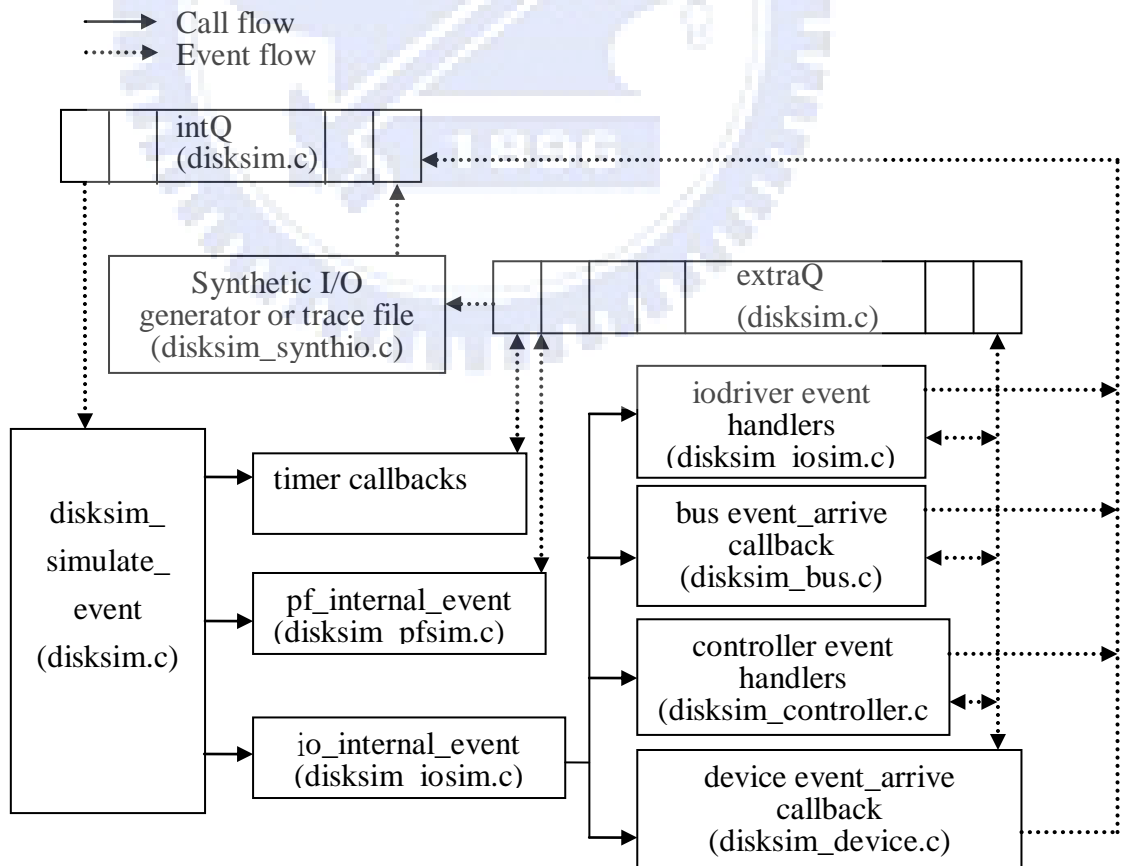 Call flow
Event flow
intQ
(disksim.c)
1896
Synthetic I/O
generator or trace file
(disksim_synthio.c)
extraQ
(disksim.c)
disksim_
simulate_
event
(disksim.c)
timer callbacks
pf_internal_event
(disksim_pfsim.c)
io_internal_event
(disksim_iosim.c)
iodriver event
handlers
(disksim_iosim.c)
bus event_arrive
callback
(disksim_bus.c)
controller event
handlers
(disksim_controller.c
device event_arrive
callback
(disksim_device.c)